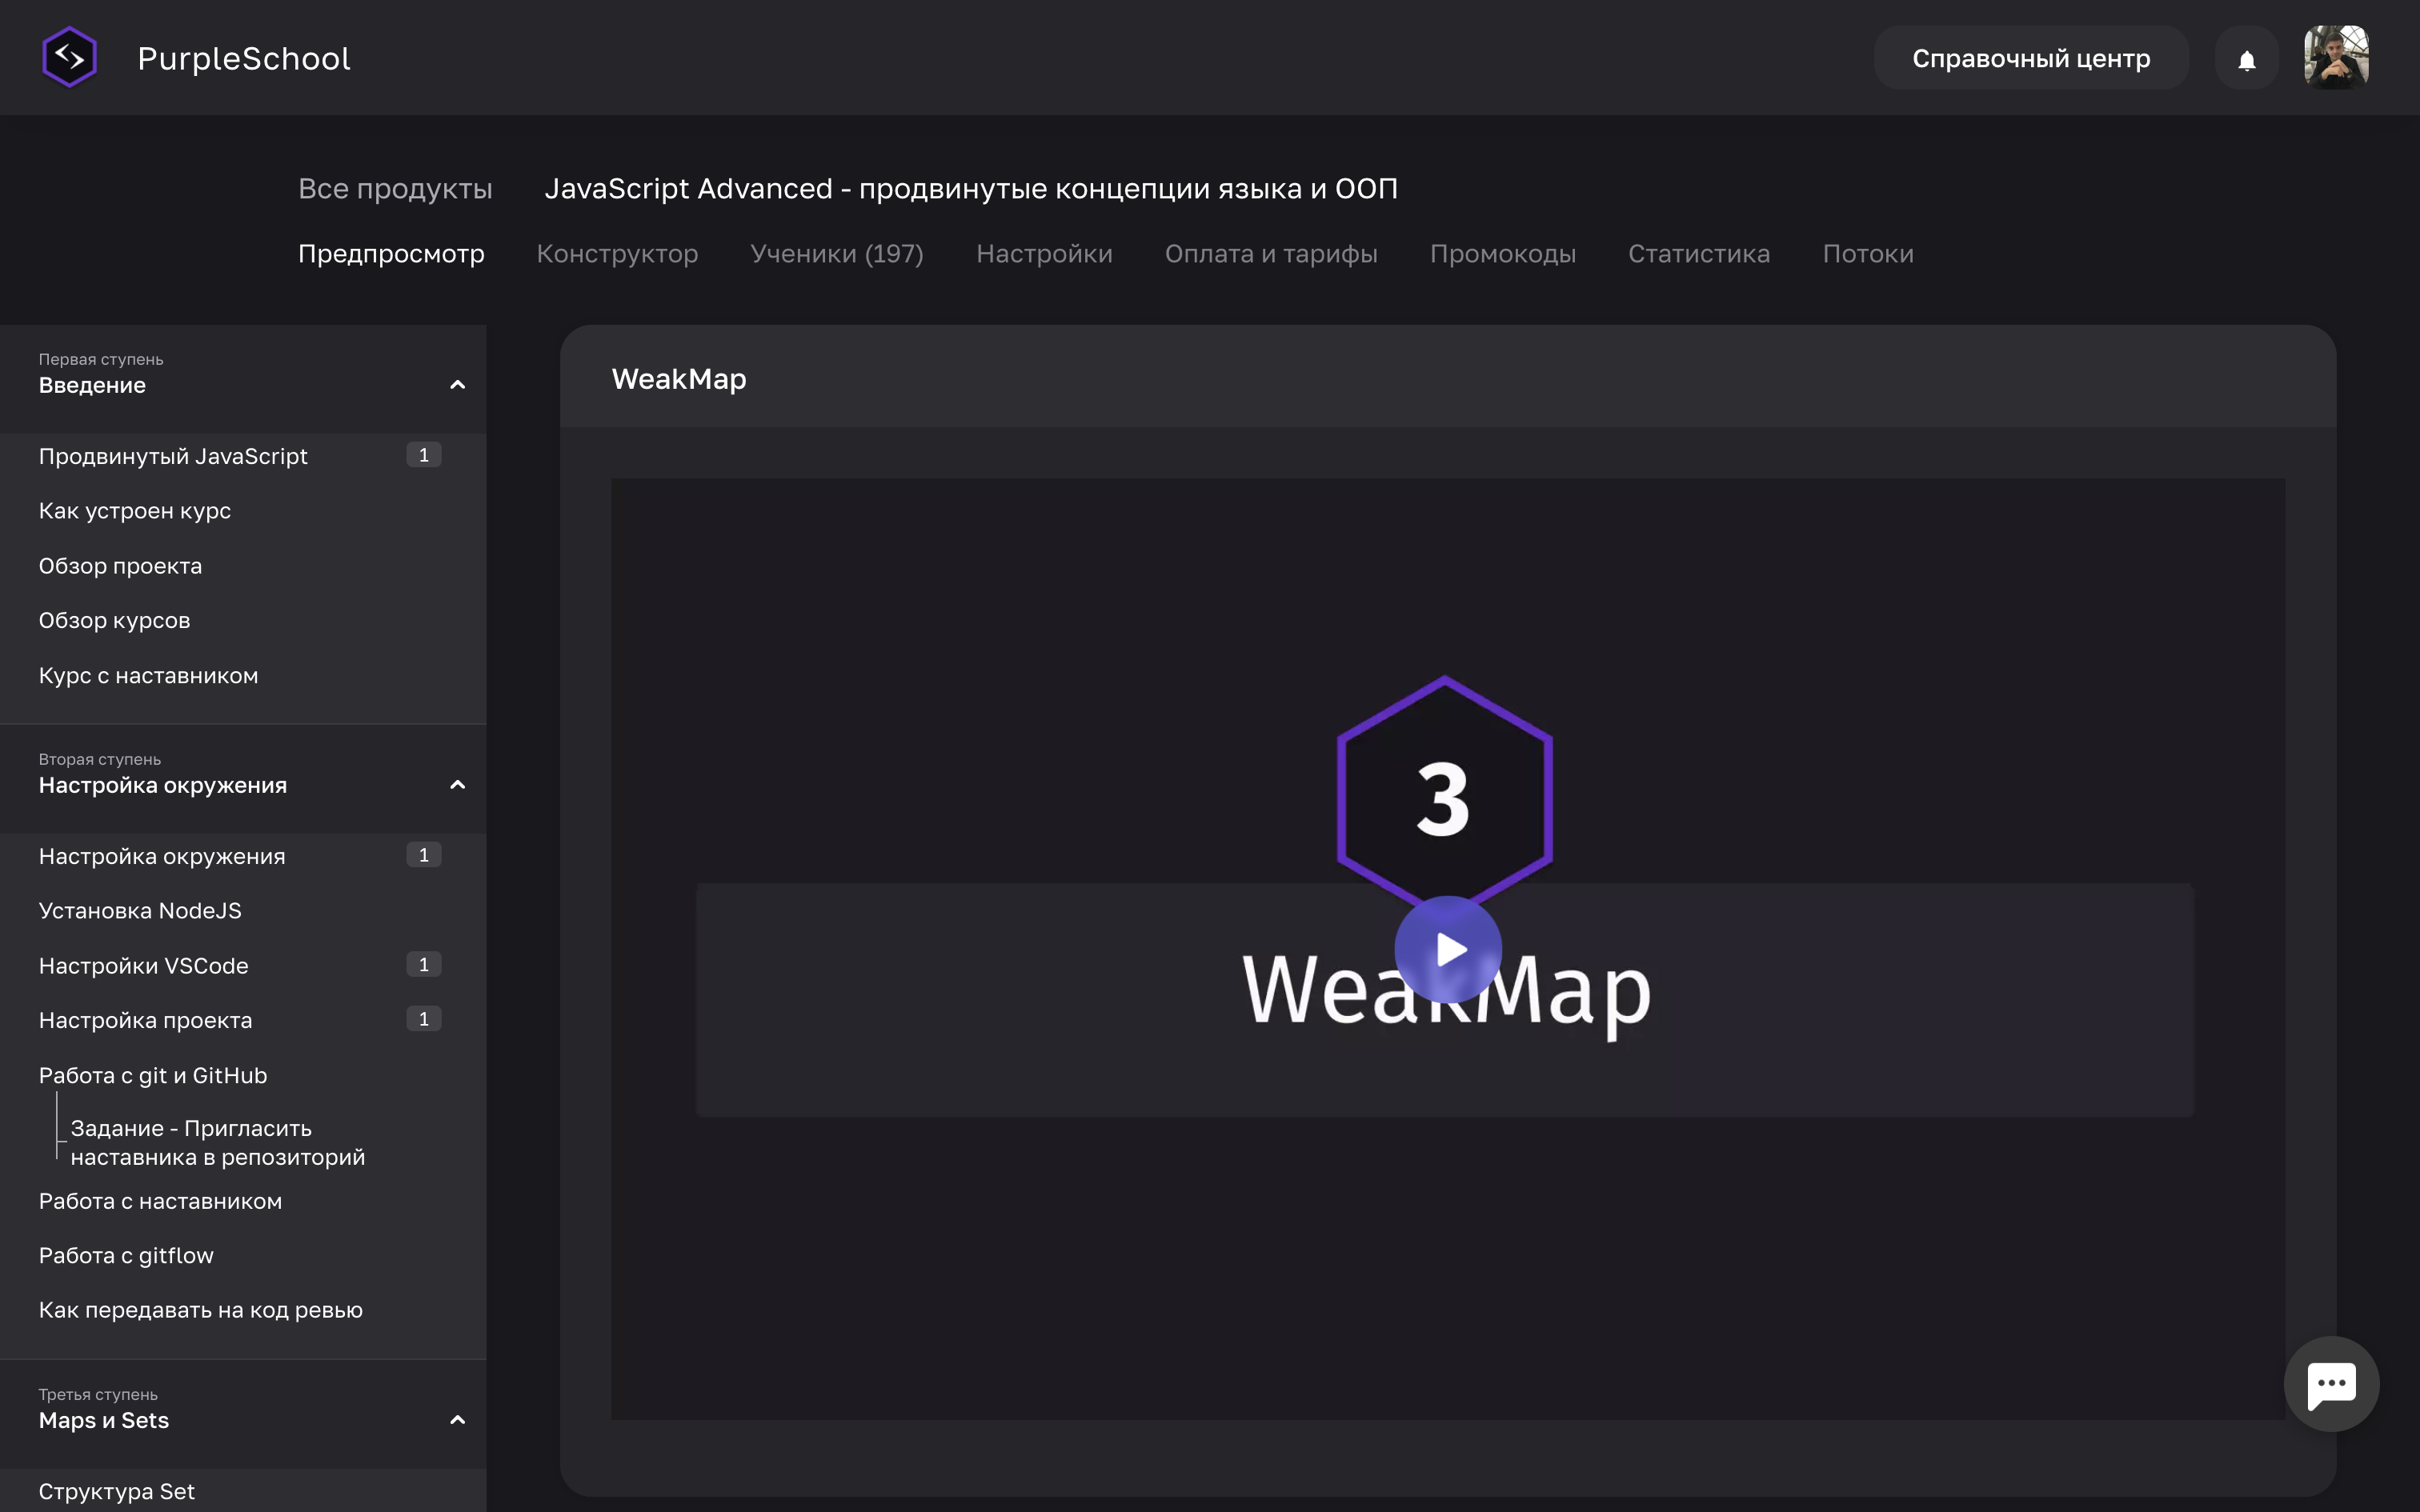 PurpleSchool
Справочный центр
Все продукты
JavaScript Advanced - продвинутые концепции языка и ООП
Предпросмотр
Конструктор
Ученики (197)
Настройки
Оплата и тарифы
Промокоды
Статистика
Потоки
Первая ступень
Введение
Продвинутый JavaScript
1
Как устроен курс
Обзор проекта
Обзор курсов
Курс с наставником
Вторая ступень
Настройка окружения
Настройка окружения
1
Установка NodeJS
Настройки VSCode
1
Настройка проекта
1
Работа с git и GitHub
Задание - Пригласить
наставника в репозиторий
Работа с наставником
Работа с gitflow
Как передавать на код ревью
Третья ступень
Maps и Sets
Структура Set
WeakMap
3
WeakMap